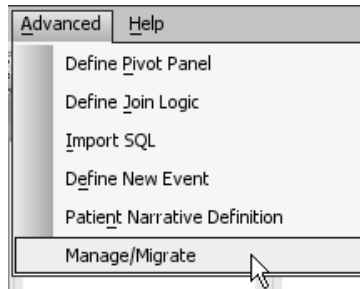 Advanced Help
Define Pivot Panel
Define Join Logic
Import SQL
Define New Event
Patient Narrative Definition
Manage/Migrate